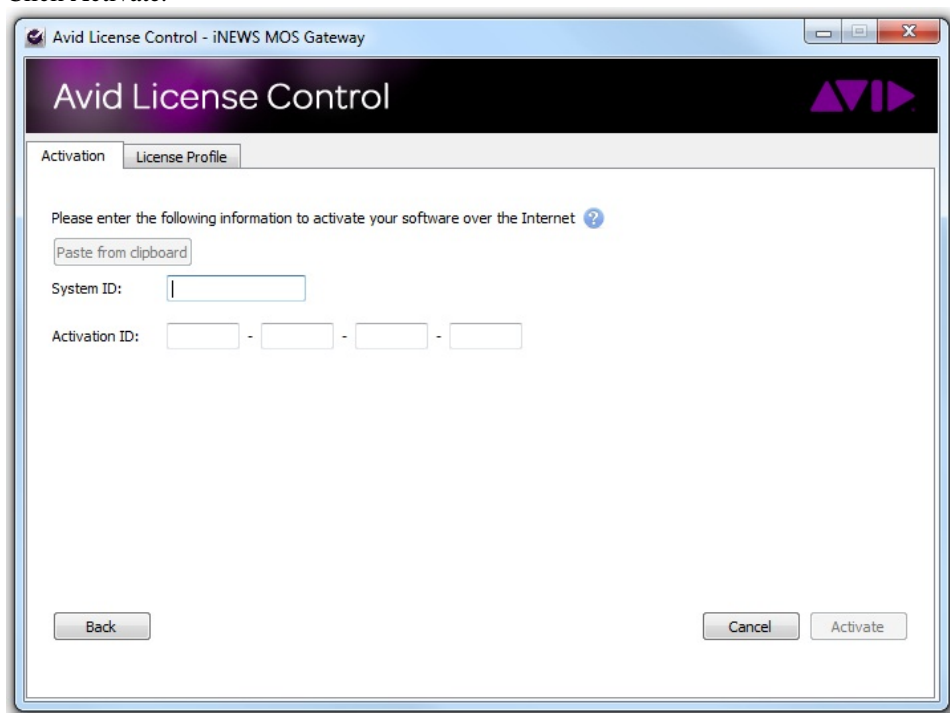 Click Activate.
Avid License Control - iNEWS MOS Gateway
Avid License Control
AVID
Activation License Profile
Please enter the following information to activate your software over the Internet ?
Paste from clipboard
System ID:
Activation ID: - - -
Back Cancel Activate